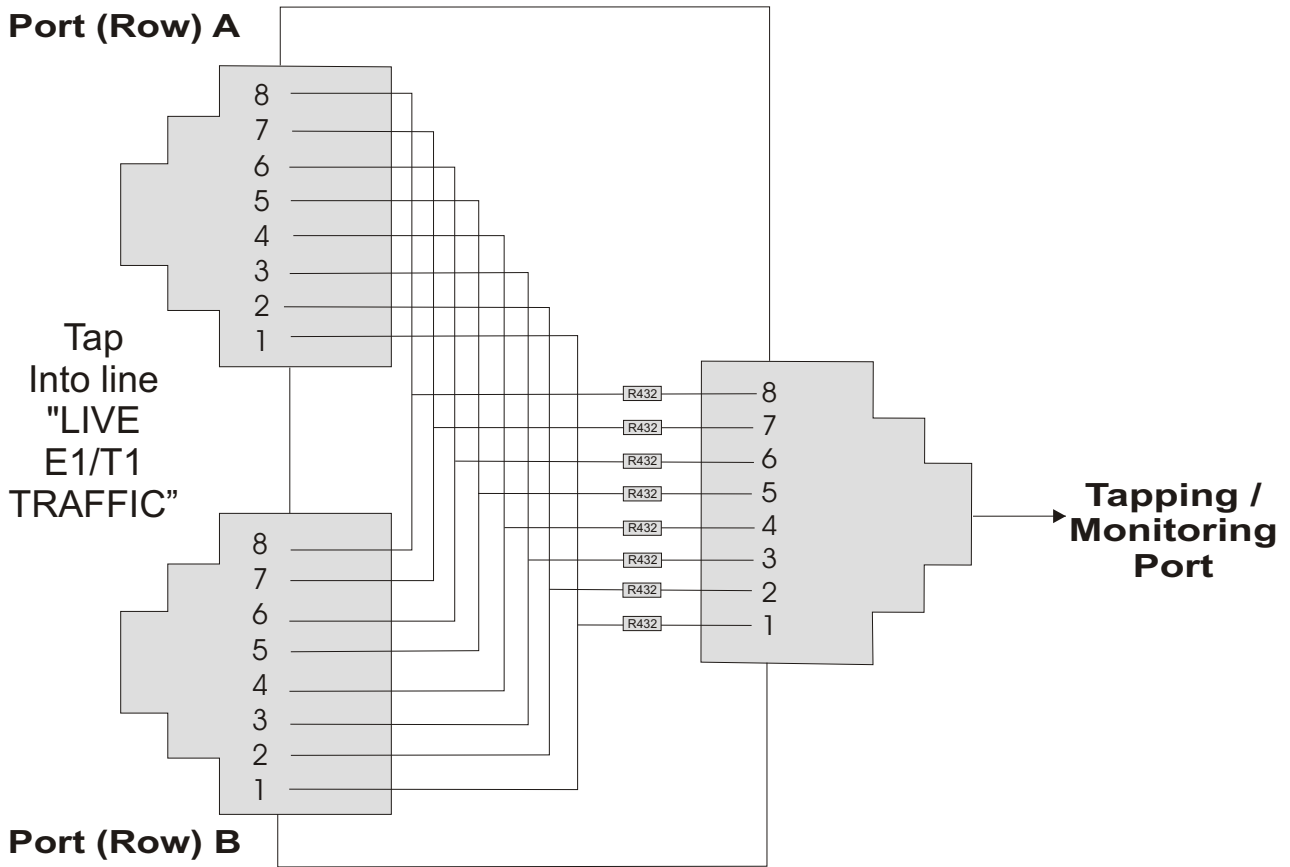 Port (Row) A
8
7
6
5
4
3
2
1
Tap
Into line
"LIVE
E1/T1
TRAFFIC”
8
7
6
5
4
3
2
1
Port (Row) B
R432 8
R432 7
R432 6
R432 5
R432 4
R432 3
R432 2
R432 1
Tapping /
Monitoring
Port